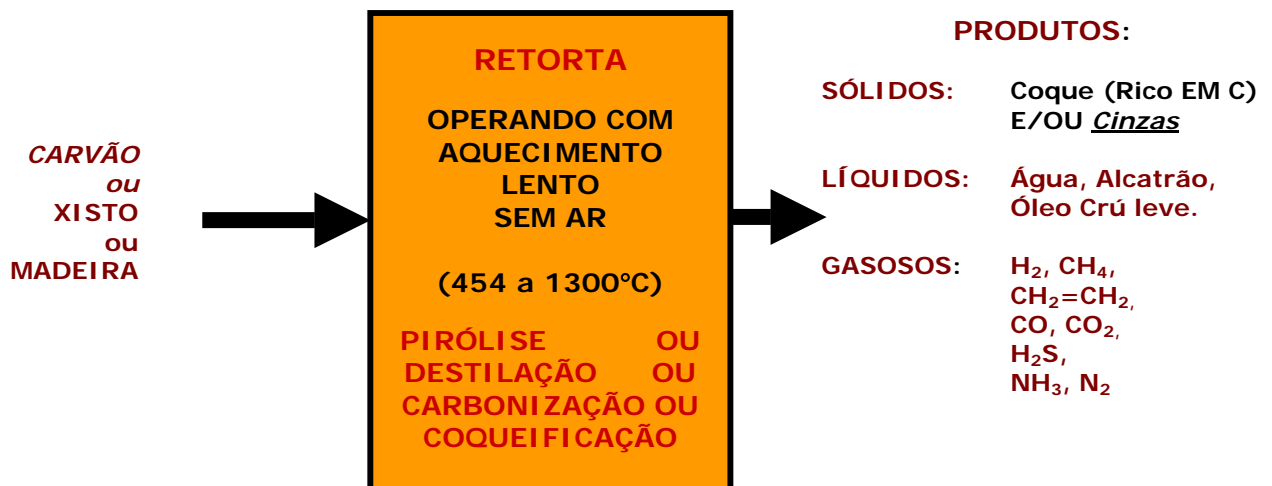 CARVÃO
ou
XISTO
ou
MADEIRA
RETORTA
OPERANDO COM
AQUECIMENTO
LENTO
SEM AR
(454 a 1300°C)
PIRÓLISE OU
DESTILAÇÃO OU
CARBONIZAÇÃO OU
COQUEIFICAÇÃO
PRODUTOS:
SÓLIDOS: Coque (Rico EM C)
E/OU Cinzas
LÍQUIDOS: Água, Alcatrão,
Óleo Crú leve.
GASOSOS: H₂, CH₄,
CH₂=CH₂,
CO, CO₂,
H₂S,
NH₃, N₂